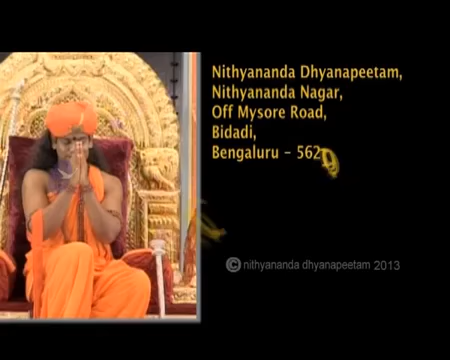 Nithyananda Dhyanapeetam,
Nithyananda Nagar,
Off Mysore Road,
Bidadi,
Bengaluru - 562
© nithyananda dhyanapeetam 2013